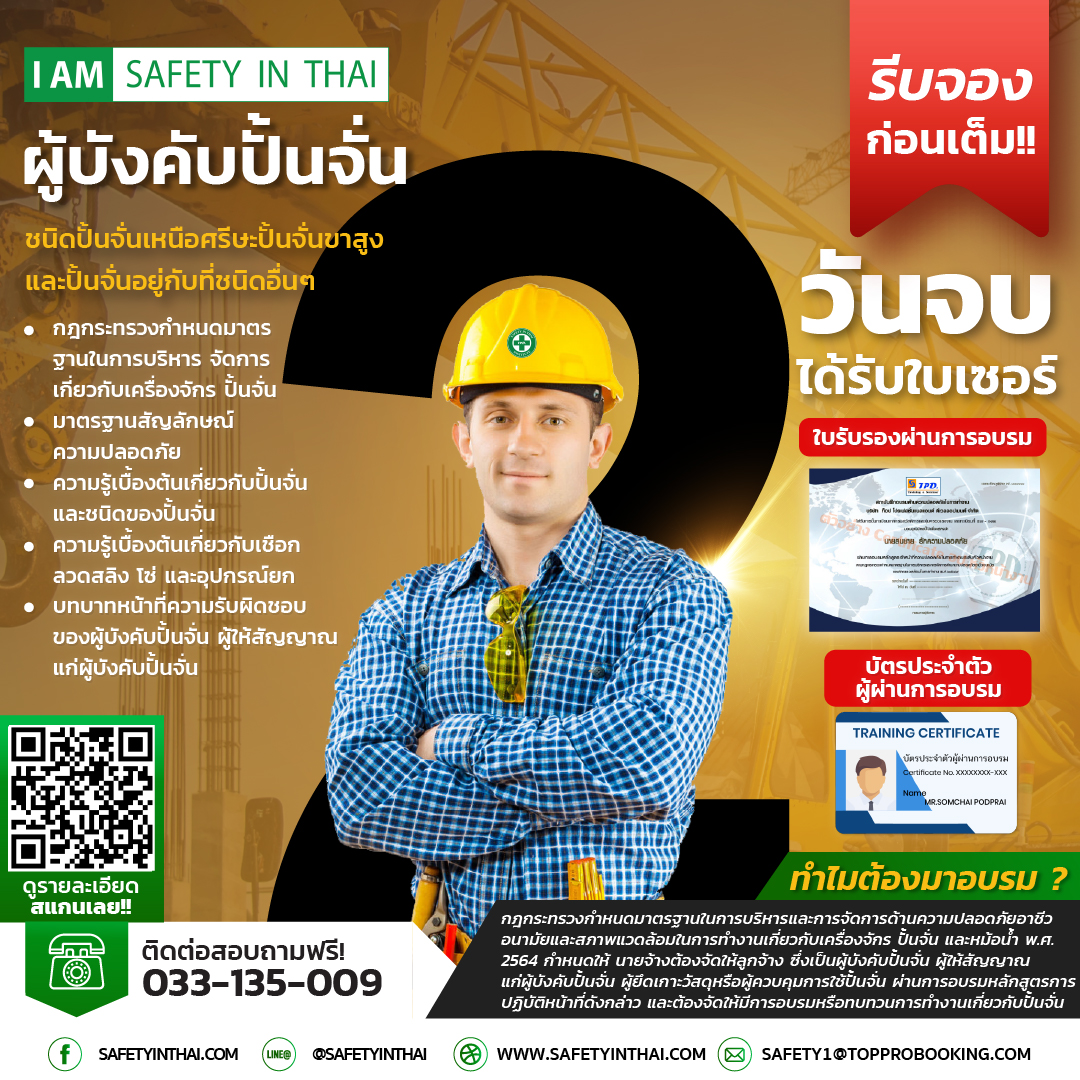 I AM SAFETY IN THAI
ผู้บังคับปั้นจั่น
ชนิดปั้นจั่นเหนือศรีษะปั้นจั่นขาสูง
และปั้นจั่นอยู่กับที่ชนิดอื่นๆ
● กฎกระทรวงกำหนดมาตร
ฐานในการบริหาร จัดการ
เกี่ยวกับเครื่องจักร ปั้นจั่น
● มาตรฐานสัญลักษณ์
ความปลอดภัย
● ความรู้เบื้องต้นเกี่ยวกับปั้นจั่น
และชนิดของปั้นจั่น
● ความรู้เบื้องต้นเกี่ยวกับเชือก
ลวดสลิง โซ่ และอุปกรณ์ยก
● บทบาทหน้าที่ความรับผิดชอบ
ของผู้บังคับปั้นจั่น ผู้ให้สัญญาณ
แก่ผู้บังคับปั้นจั่น
รีบจอง
ก่อนเต็ม!!
2
วันจบ
ได้รับใบเซอร์
ใบรับรองผ่านการอบรม
T.P.D.
นายสมชาย รักความปลอดภัย
บัตรประจำตัว
ผู้ผ่านการอบรม
TRAINING CERTIFICATE
บัตรประจำตัวผู้ผ่านการอบรม
Certificate No. XXXXXXXX-XXX
Name
MR.SOMCHAI PODPRAI
ดูรายละเอียด
สแกนเลย!!
ติดต่อสอบถามฟรี!
033-135-009
ทำไมต้องมาอบรม ?
กฎกระทรวงกำหนดมาตรฐานในการบริหารและการจัดการด้านความปลอดภัยอาชีว
อนามัยและสภาพแวดล้อมในการทำงานเกี่ยวกับเครื่องจักร ปั้นจั่น และหม้อน้ำ พ.ศ.
2564 กำหนดให้ นายจ้างต้องจัดให้ลูกจ้าง ซึ่งเป็นผู้บังคับปั้นจั่น ผู้ให้สัญญาณ
แก่ผู้บังคับปั้นจั่น ผู้ยึดเกาะวัสดุหรือผู้ควบคุมการใช้ปั้นจั่น ผ่านการอบรมหลักสูตรการ
ปฏิบัติหน้าที่ดังกล่าว และต้องจัดให้มีการอบรมหรือทบทวนการทำงานเกี่ยวกับปั้นจั่น
SAFETYINTHAI.COM
LINE@ @SAFETYINTHAI
WWW.SAFETYINTHAI.COM
SAFETY1@TOPPROBOOKING.COM